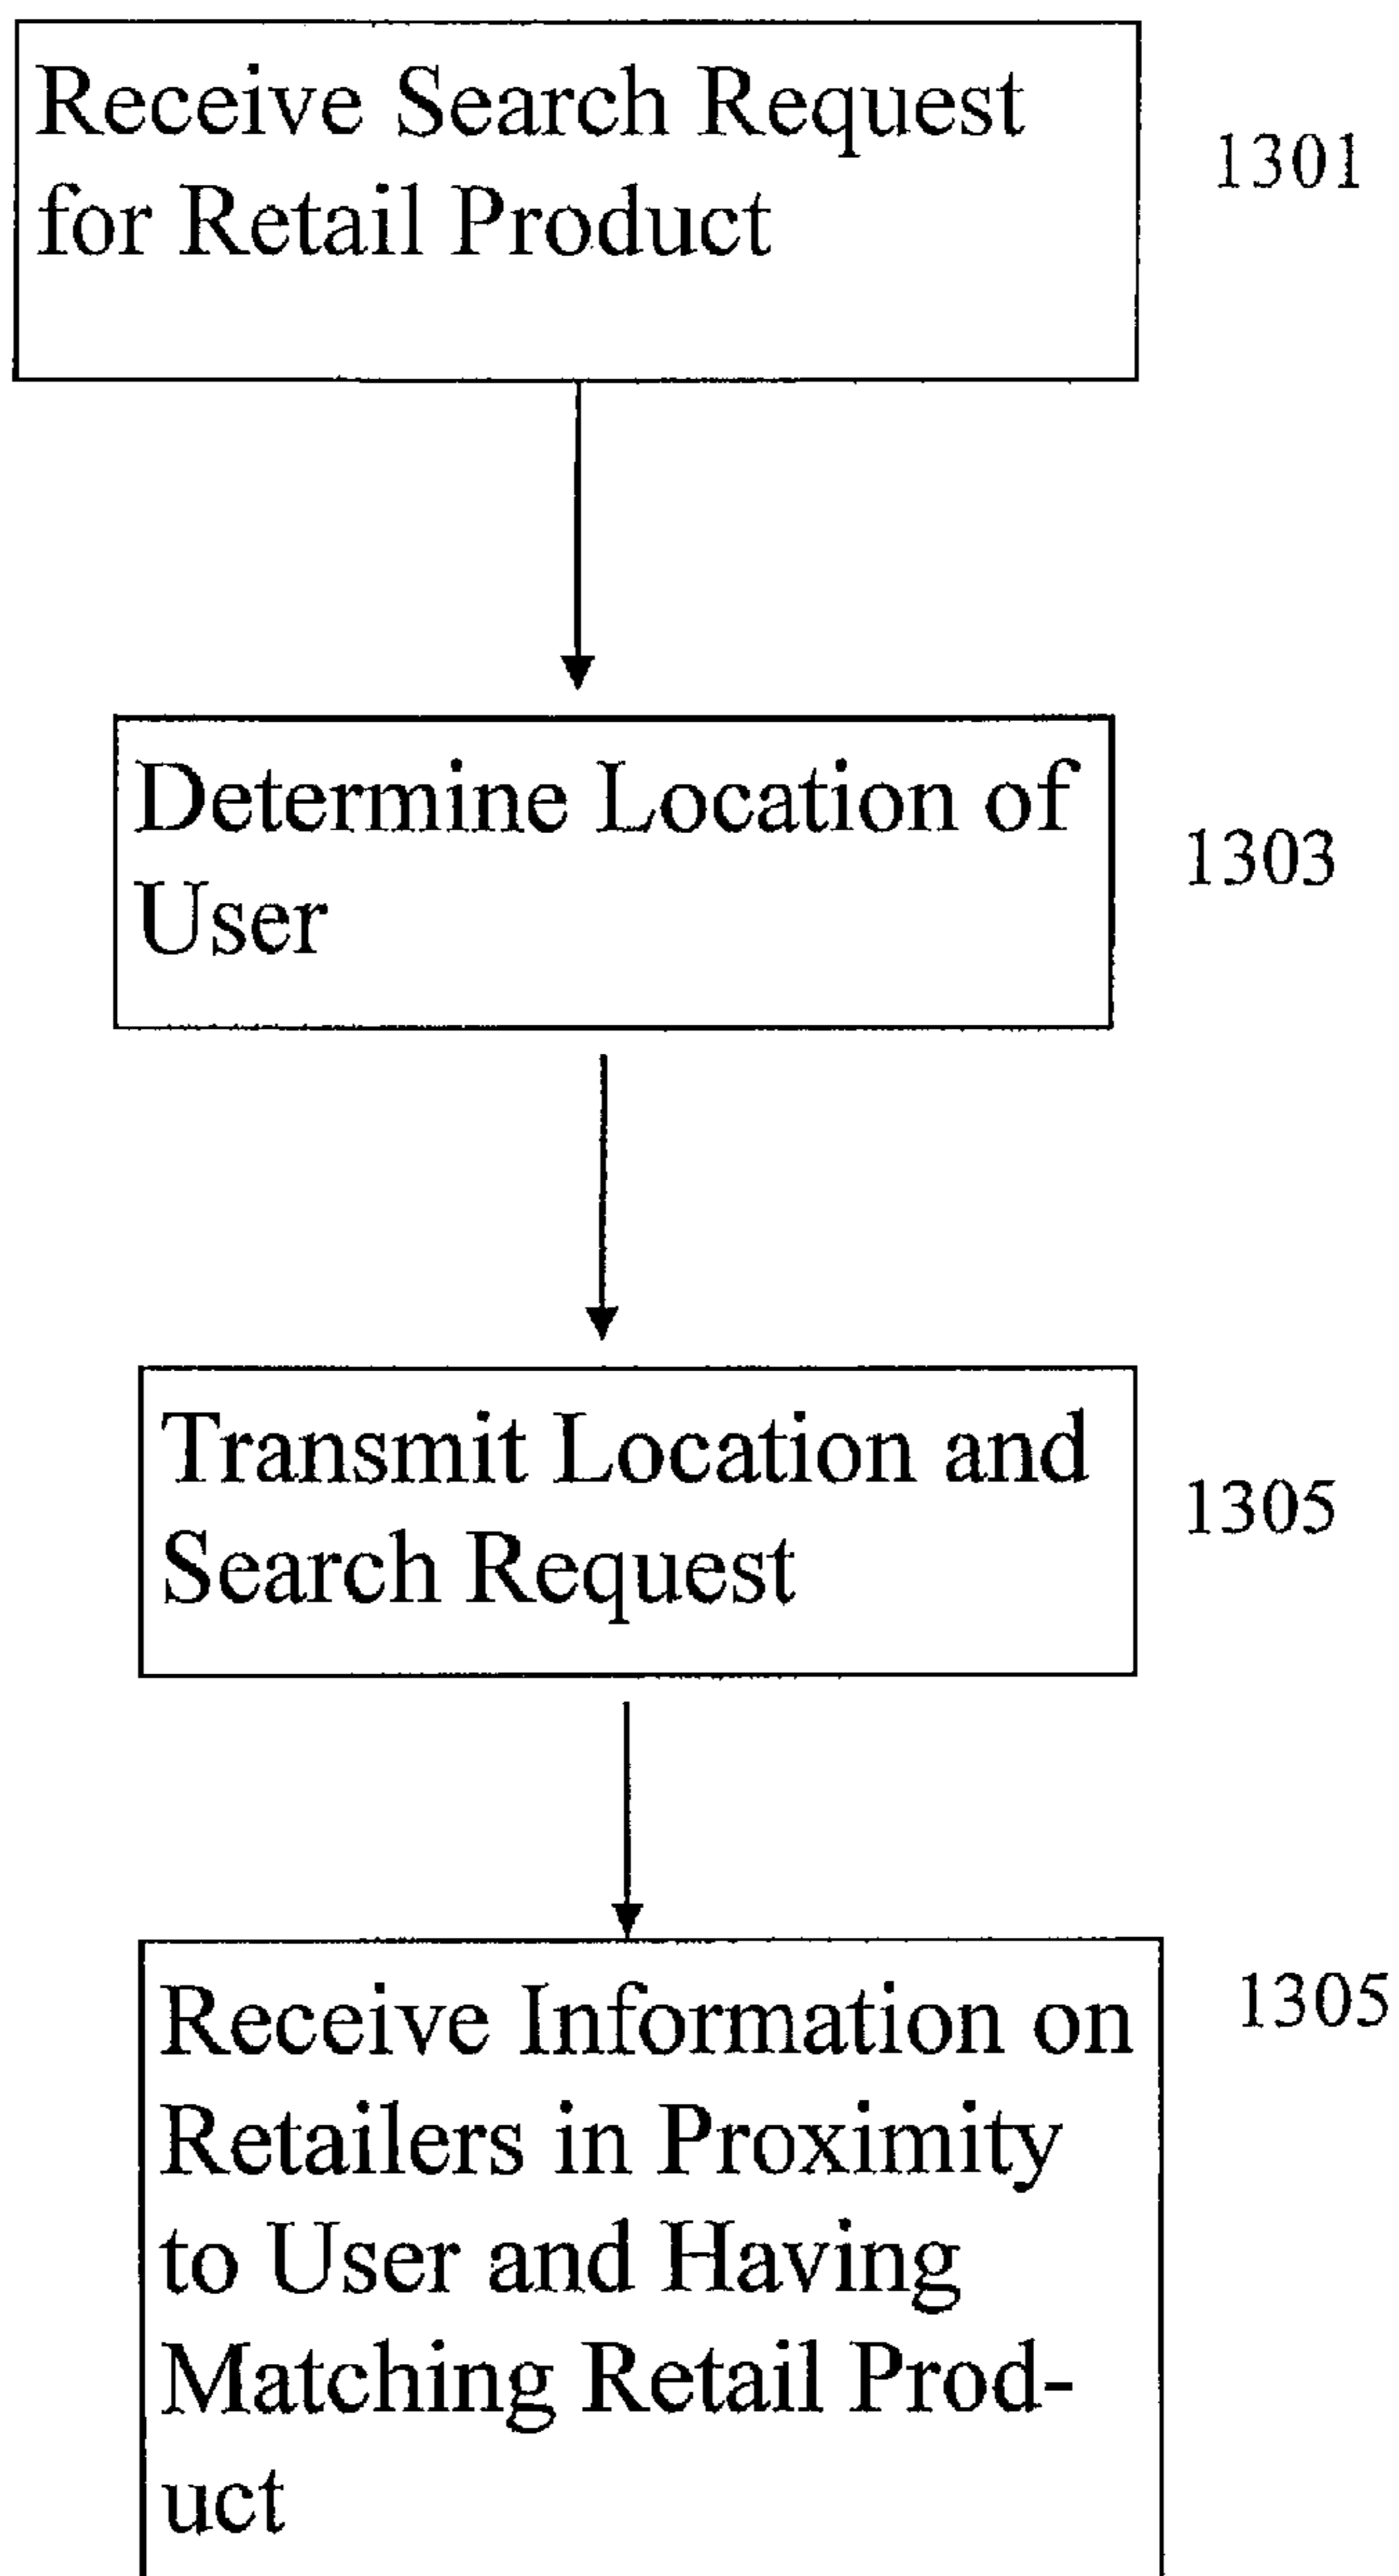 Receive Search Request
for Retail Product
1301
Determine Location of
User
1303
Transmit Location and
Search Request
1305
Receive Information on
Retailers in Proximity
to User and Having
Matching Retail Prod-
uct
1305